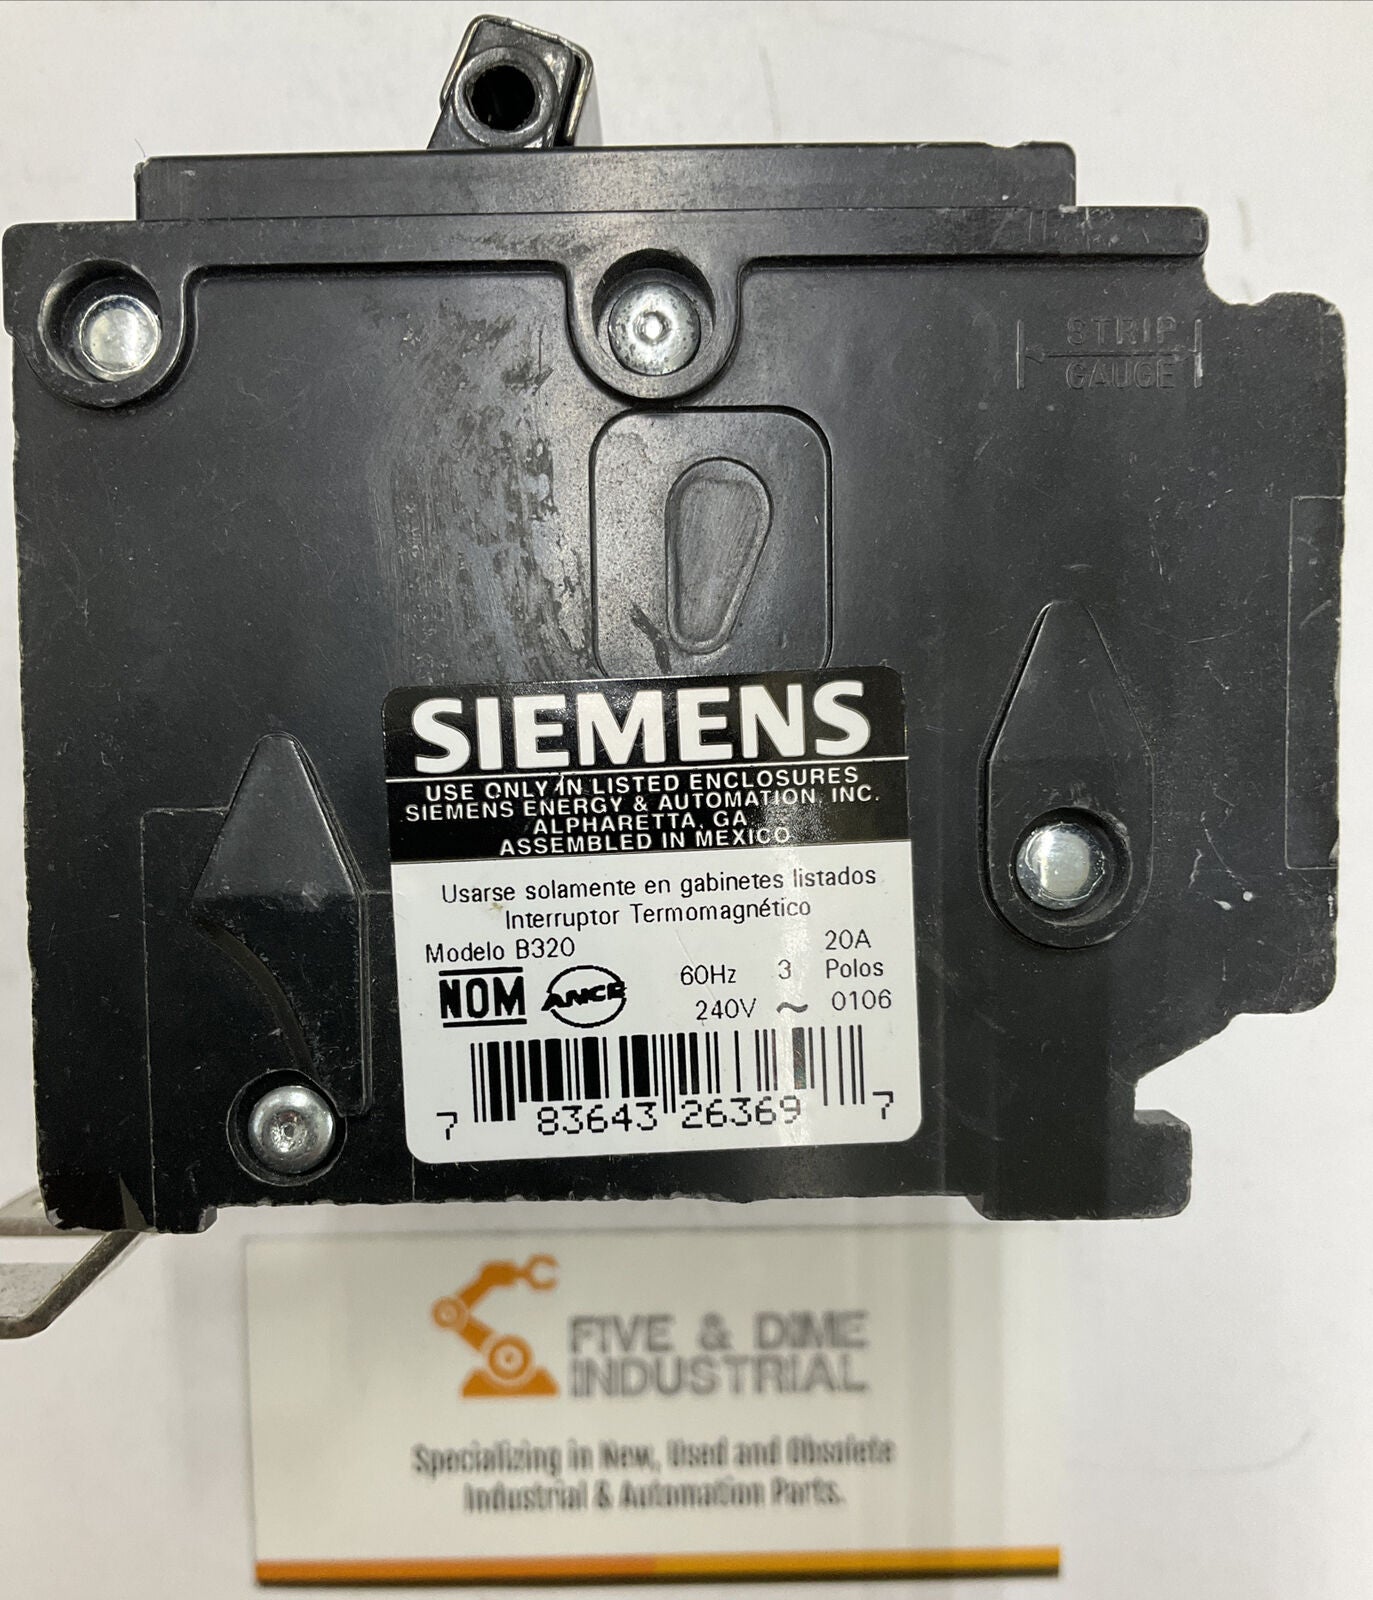 STRIP
GAUGE
SIEMENS
USE ONLY IN LISTED ENCLOSURES
SIEMENS ENERGY & AUTOMATION, INC.
ALPHARETTA, GA
ASSEMBLED IN MEXICO
Usarse solamente en gabinetes listados
Interruptor Termomagnético
Modelo B320 20A
NOM ANCE 60Hz 3 Polos
240V ~ 0106
7 83643 26369 7
FIVE & DIME
INDUSTRIAL
Specializing in New, Used and Obsolete
Industrial & Automation Parts.